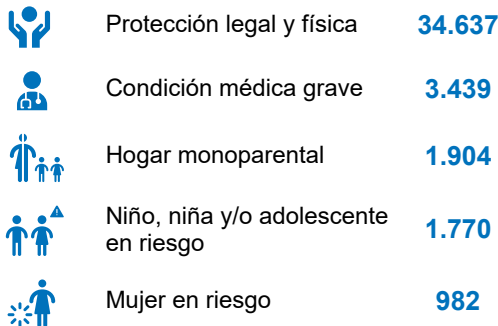 Protección legal y física 34.637
Condición médica grave 3.439
Hogar monoparental 1.904
Niño, niña y/o adolescente
en riesgo 1.770
Mujer en riesgo 982